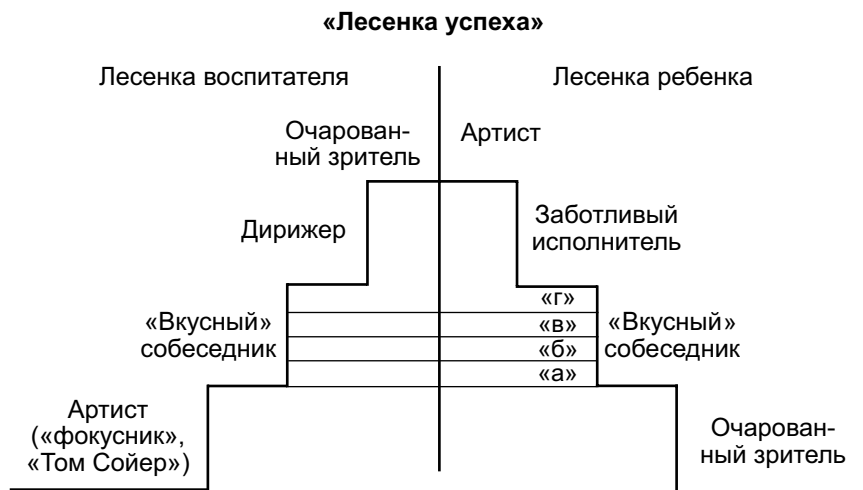 «Лесенка успеха»
Лесенка воспитателя
Лесенка ребенка
Очарован-
ный зритель
Артист
Дирижер
Заботливый
исполнитель
«Вкусный»
собеседник
«г»
«в»
«б»
«а»
«Вкусный»
собеседник
Артист
(«фокусник»,
«Том Сойер»)
Очарован-
ный зритель